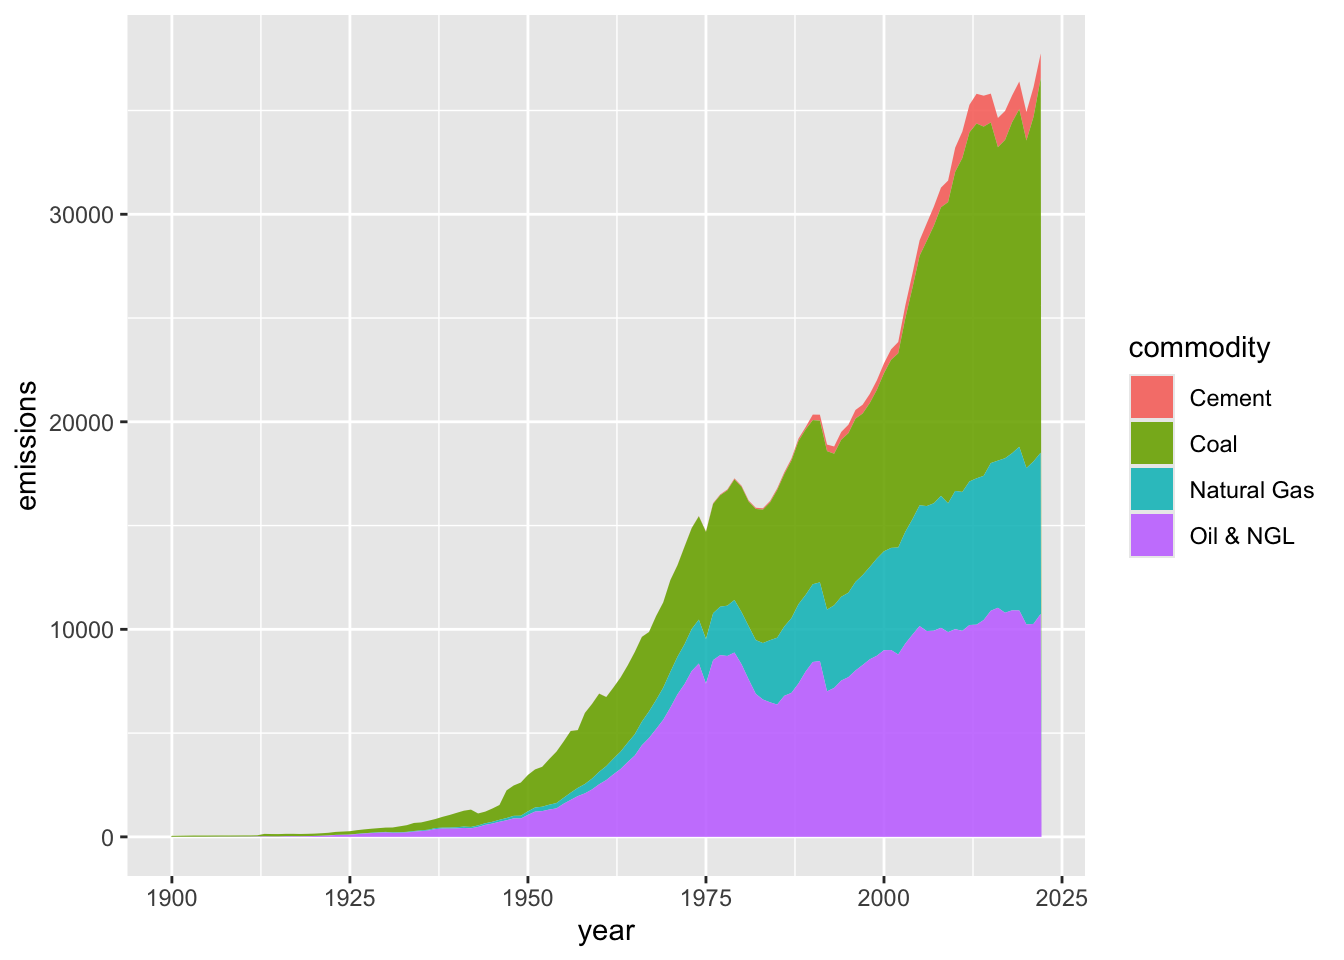 30000
20000
10000
0
emissions
1900
1925
1950
1975
2000
2025
year
commodity
Cement
Coal
Natural Gas
Oil & NGL